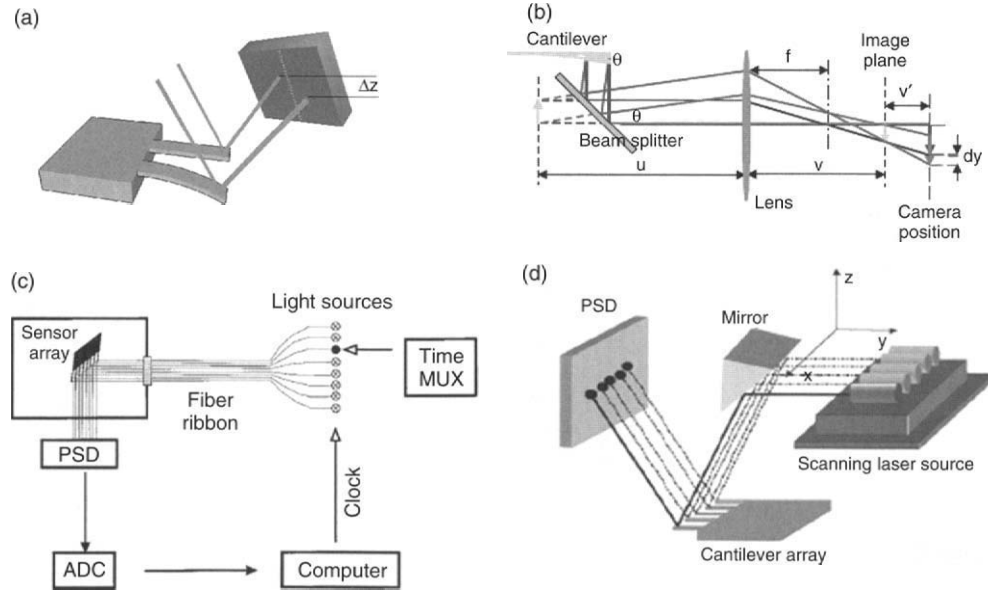 (a)
Δz
(b)
Cantilever
θ
θ
Beam splitter
f
Image
plane
v′
dy
u
v
Lens
Camera
position
(c)
Sensor
array
Light sources
Fiber
ribbon
Time
MUX
PSD
Clock
ADC
Computer
(d)
PSD
Mirror
z
y
x
Scanning laser source
Cantilever array